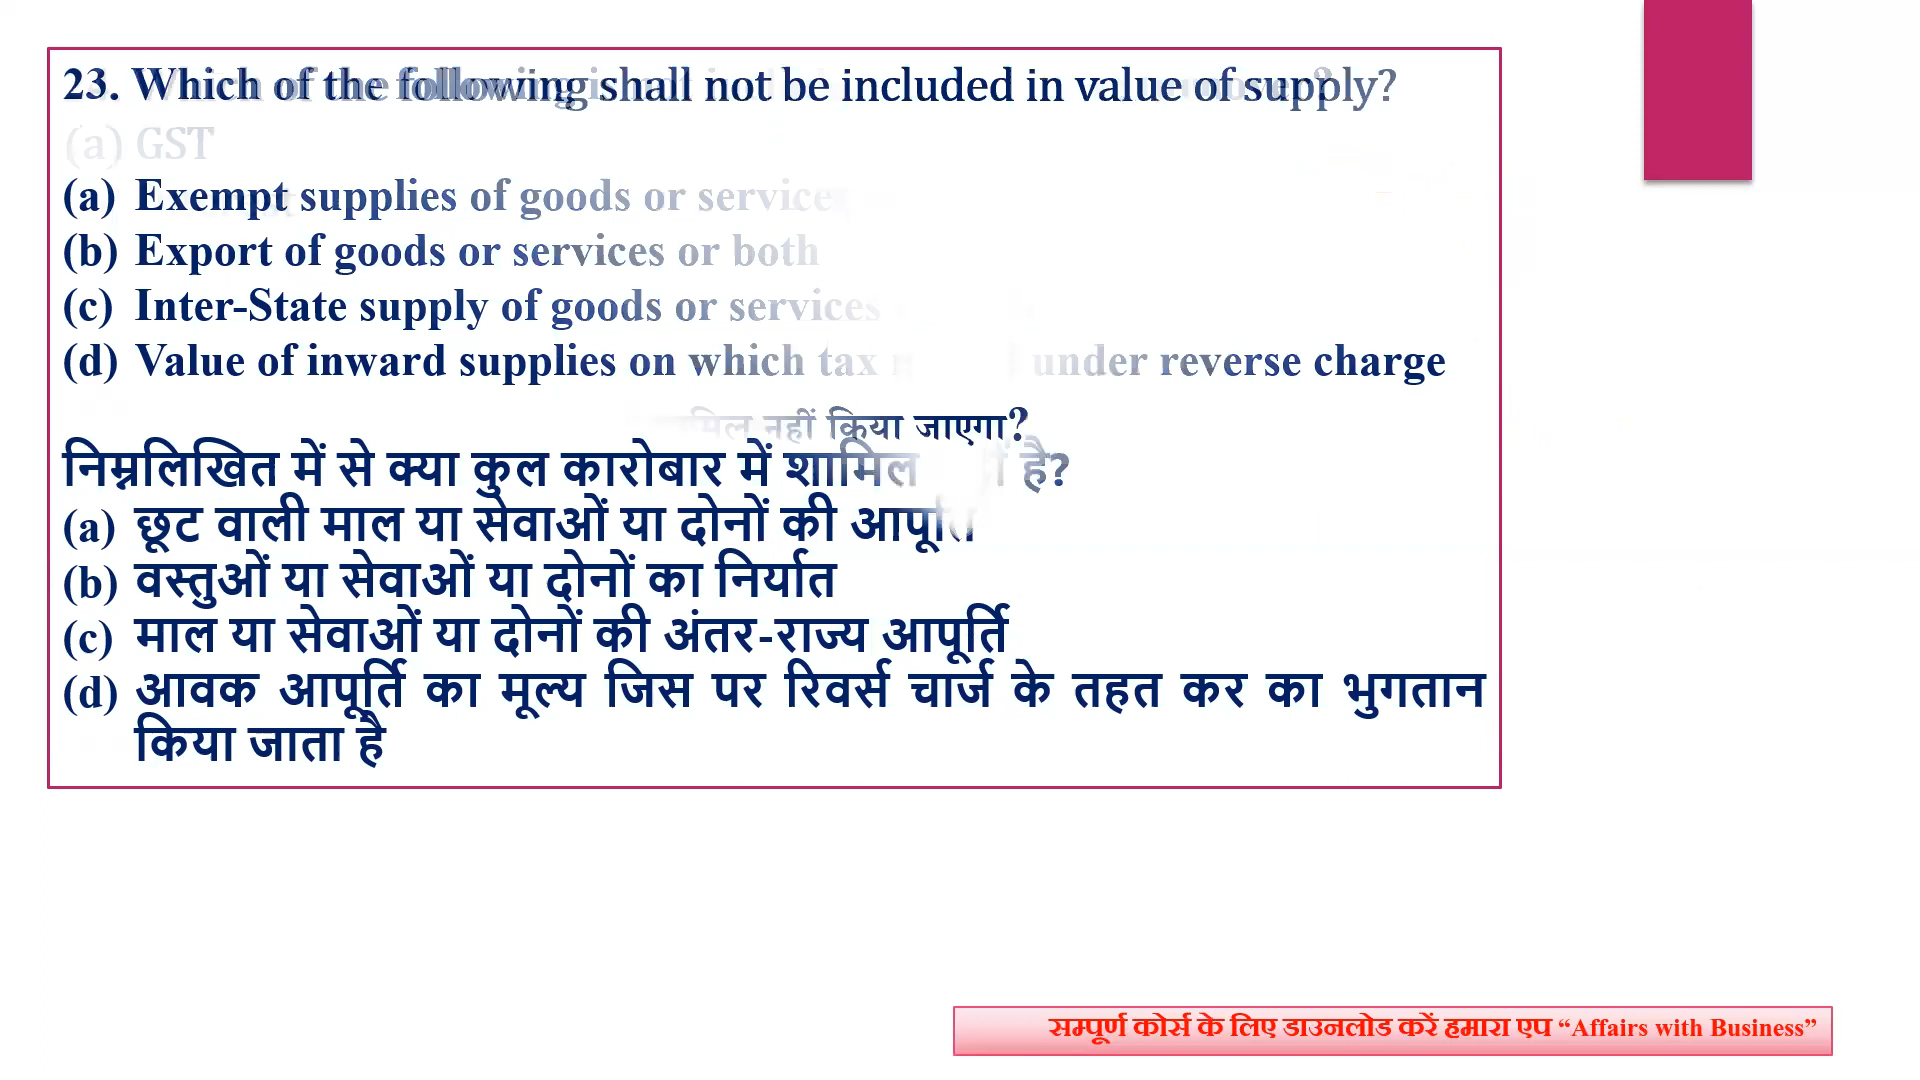 23. Which of the following shall not be included in value of supply?
(a) GST
(a) Exempt supplies of goods or services
(b) Export of goods or services or both
(c) Inter-State supply of goods or services
(d) Value of inward supplies on which tax under reverse charge
नहीं किया जाएगा?
निम्नलिखित में से क्या कुल कारोबार में शामिल है?
(a) छूट वाली माल या सेवाओं या दोनों की आपूर्ति
(b) वस्तुओं या सेवाओं या दोनों का निर्यात
(c) माल या सेवाओं या दोनों की अंतर-राज्य आपूर्ति
(d) आवक आपूर्ति का मूल्य जिस पर रिवर्स चार्ज के तहत कर का भुगतान
किया जाता है
सम्पूर्ण कोर्स के लिए डाउनलोड करें हमारा एप “Affairs with Business”